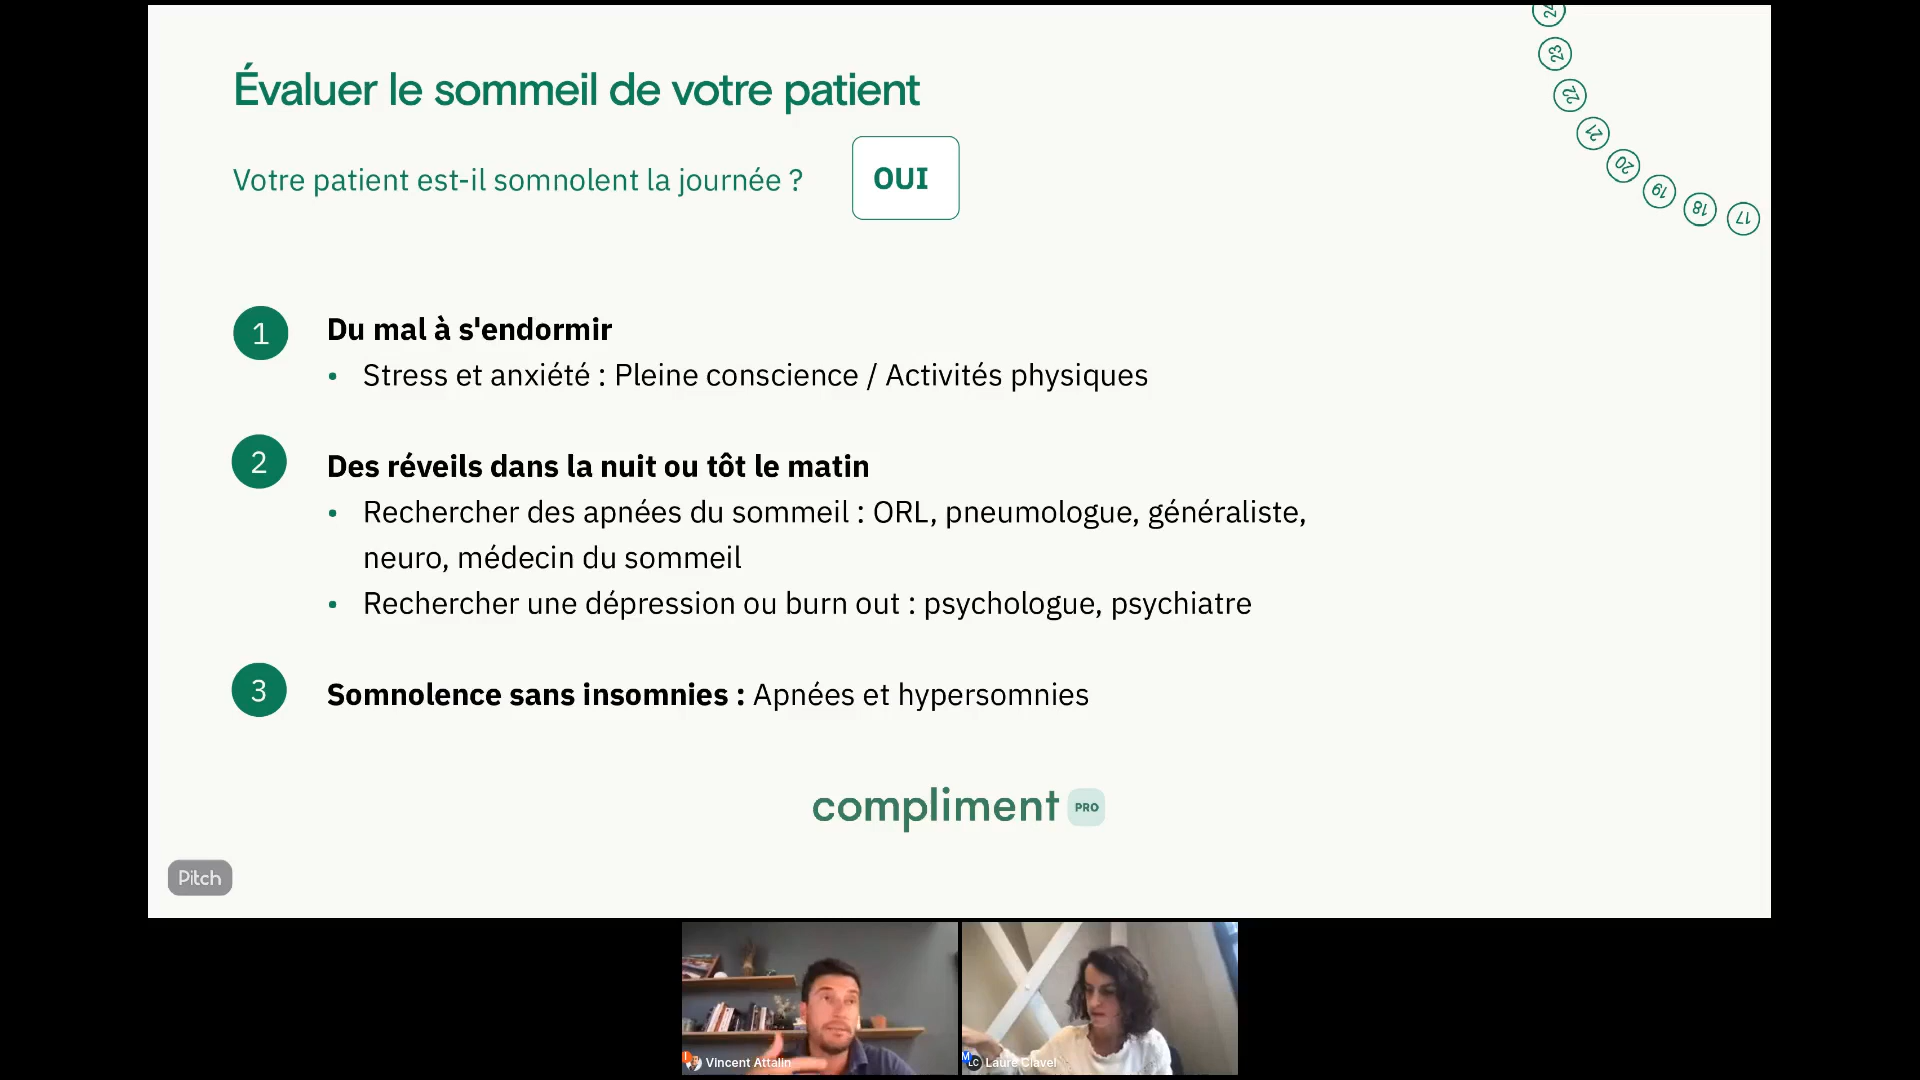 Évaluer le sommeil de votre patient
Votre patient est-il somnolent la journée ?
OUI
24
23
22
21
20
19
18
17
1
Du mal à s'endormir
• Stress et anxiété : Pleine conscience / Activités physiques
2
Des réveils dans la nuit ou tôt le matin
• Rechercher des apnées du sommeil : ORL, pneumologue, généraliste,
neuro, médecin du sommeil
• Rechercher une dépression ou burn out : psychologue, psychiatre
3
Somnolence sans insomnies : Apnées et hypersomnies
compliment PRO
Pitch
Vincent Attalin
M
LC
Laure Clavel